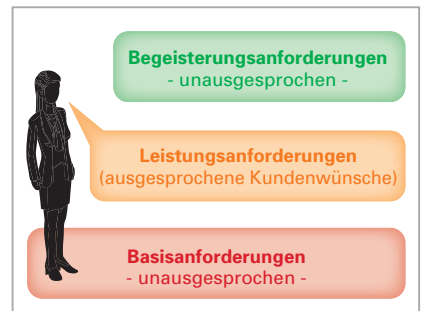 Begeisterungsanforderungen
- unausgesprochen -
Leistungsanforderungen
(ausgesprochene Kundenwünsche)
Basisanforderungen
- unausgesprochen -